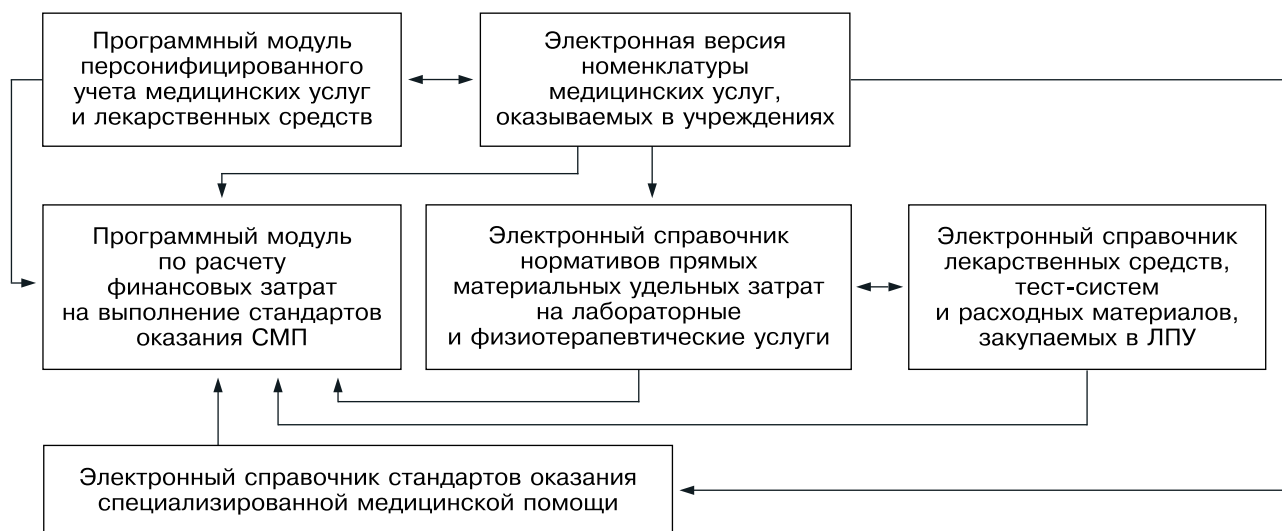 Программный модуль
персонифицированного
учета медицинских услуг
и лекарственных средств
Электронная версия
номенклатуры
медицинских услуг,
оказываемых в учреждениях
Программный модуль
по расчету
финансовых затрат
на выполнение стандартов
оказания СМП
Электронный справочник
нормативов прямых
материальных удельных затрат
на лабораторные
и физиотерапевтические услуги
Электронный справочник
лекарственных средств,
тест-систем
и расходных материалов,
закупаемых в ЛПУ
Электронный справочник стандартов оказания
специализированной медицинской помощи